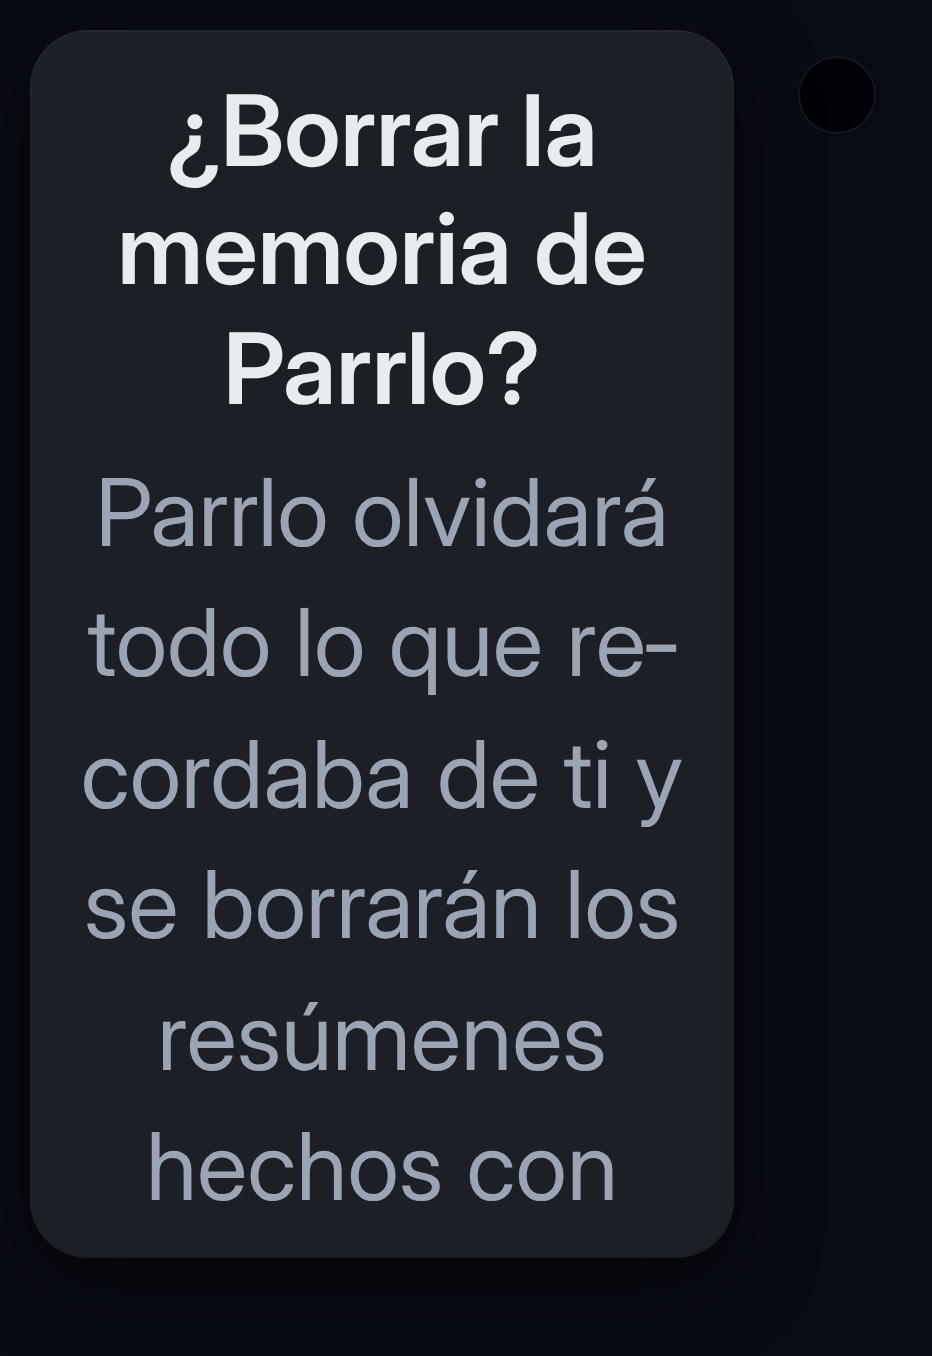 ¿Borrar la
memoria de
Parrlo?
Parrlo olvidará
todo lo que re-
cordaba de ti y
se borrarán los
resúmenes
hechos con